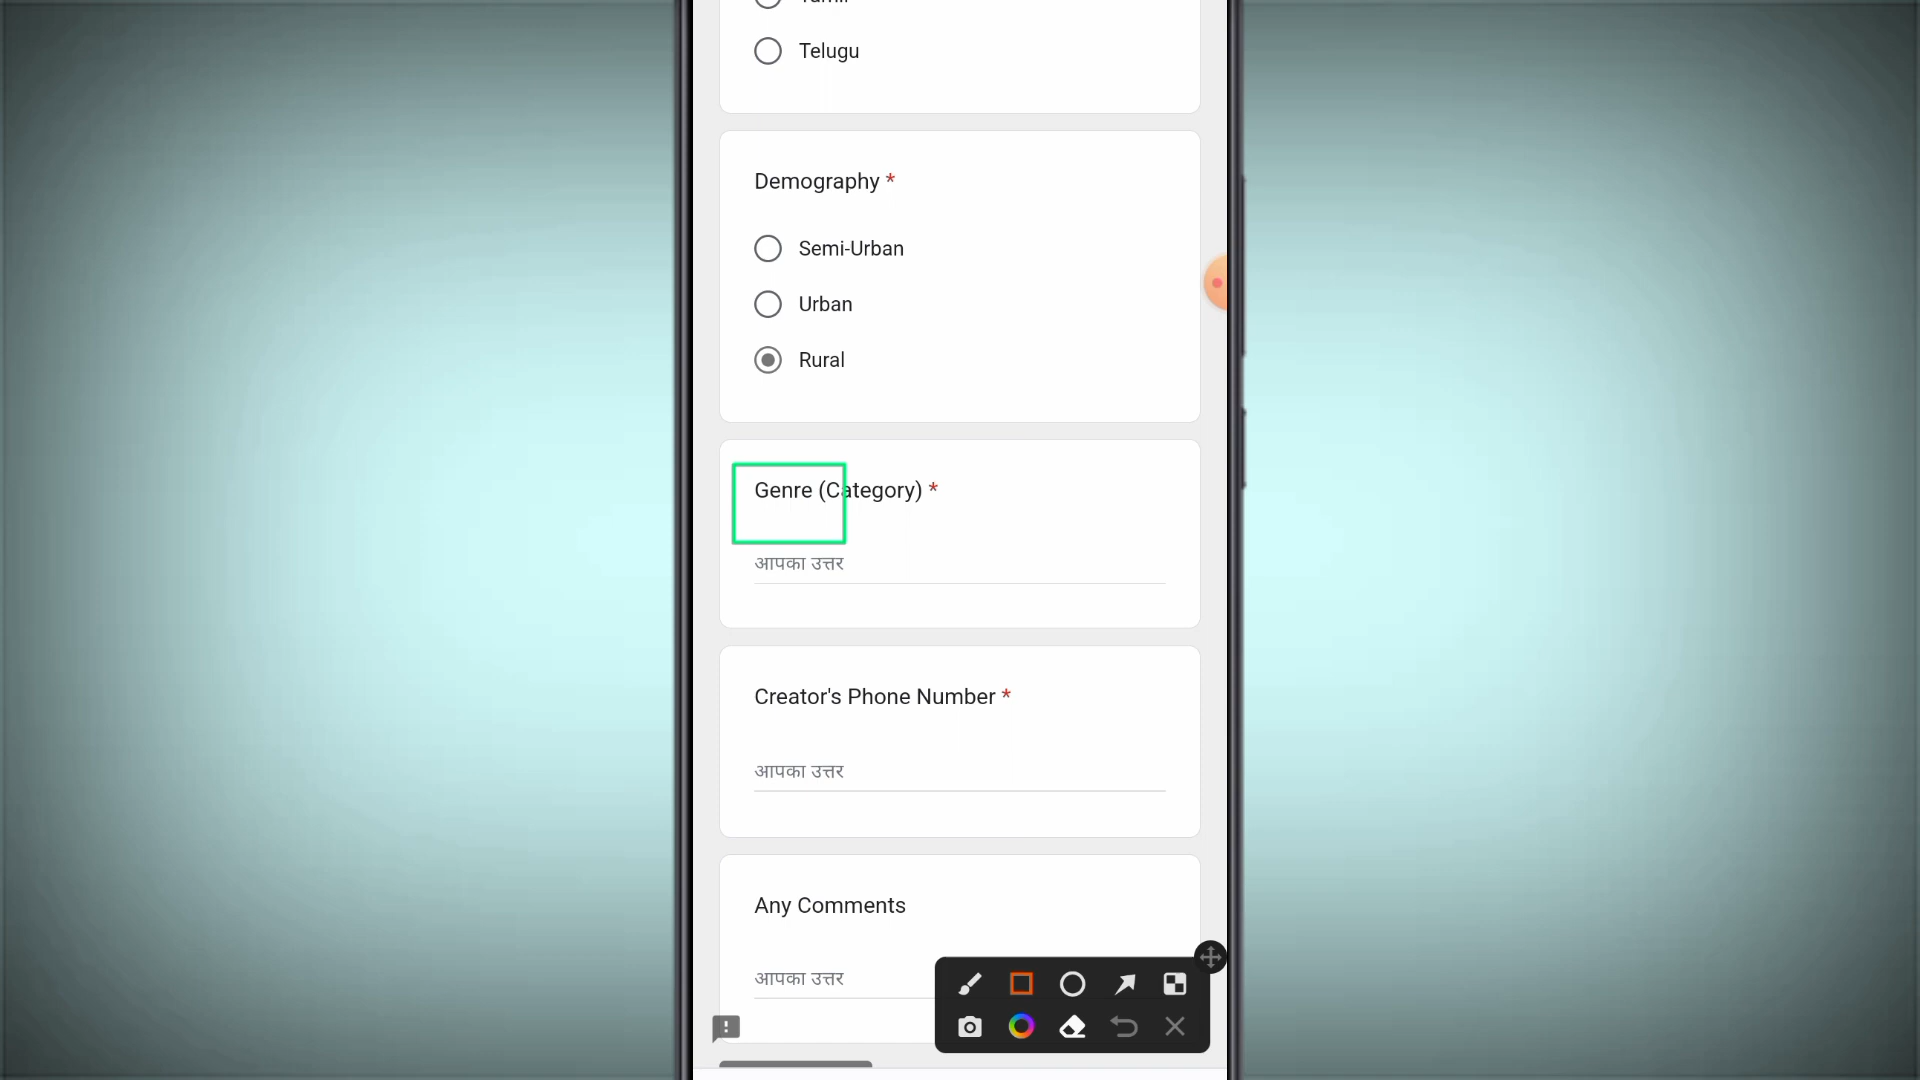 Telugu
Demography *
Semi-Urban
Urban
Rural
Genre (Category) *
आपका उत्तर
Creator's Phone Number *
आपका उत्तर
Any Comments
आपका उत्तर